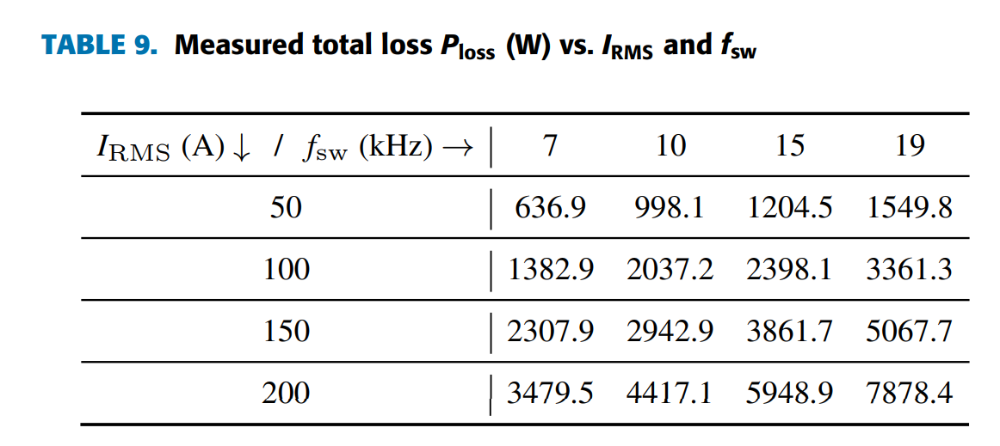 TABLE 9. Measured total loss Ploss (W) vs. IRMS and fsw
IRMS (A) ↓ / fsw (kHz) → 7 10 15 19
50 636.9 998.1 1204.5 1549.8
100 1382.9 2037.2 2398.1 3361.3
150 2307.9 2942.9 3861.7 5067.7
200 3479.5 4417.1 5948.9 7878.4